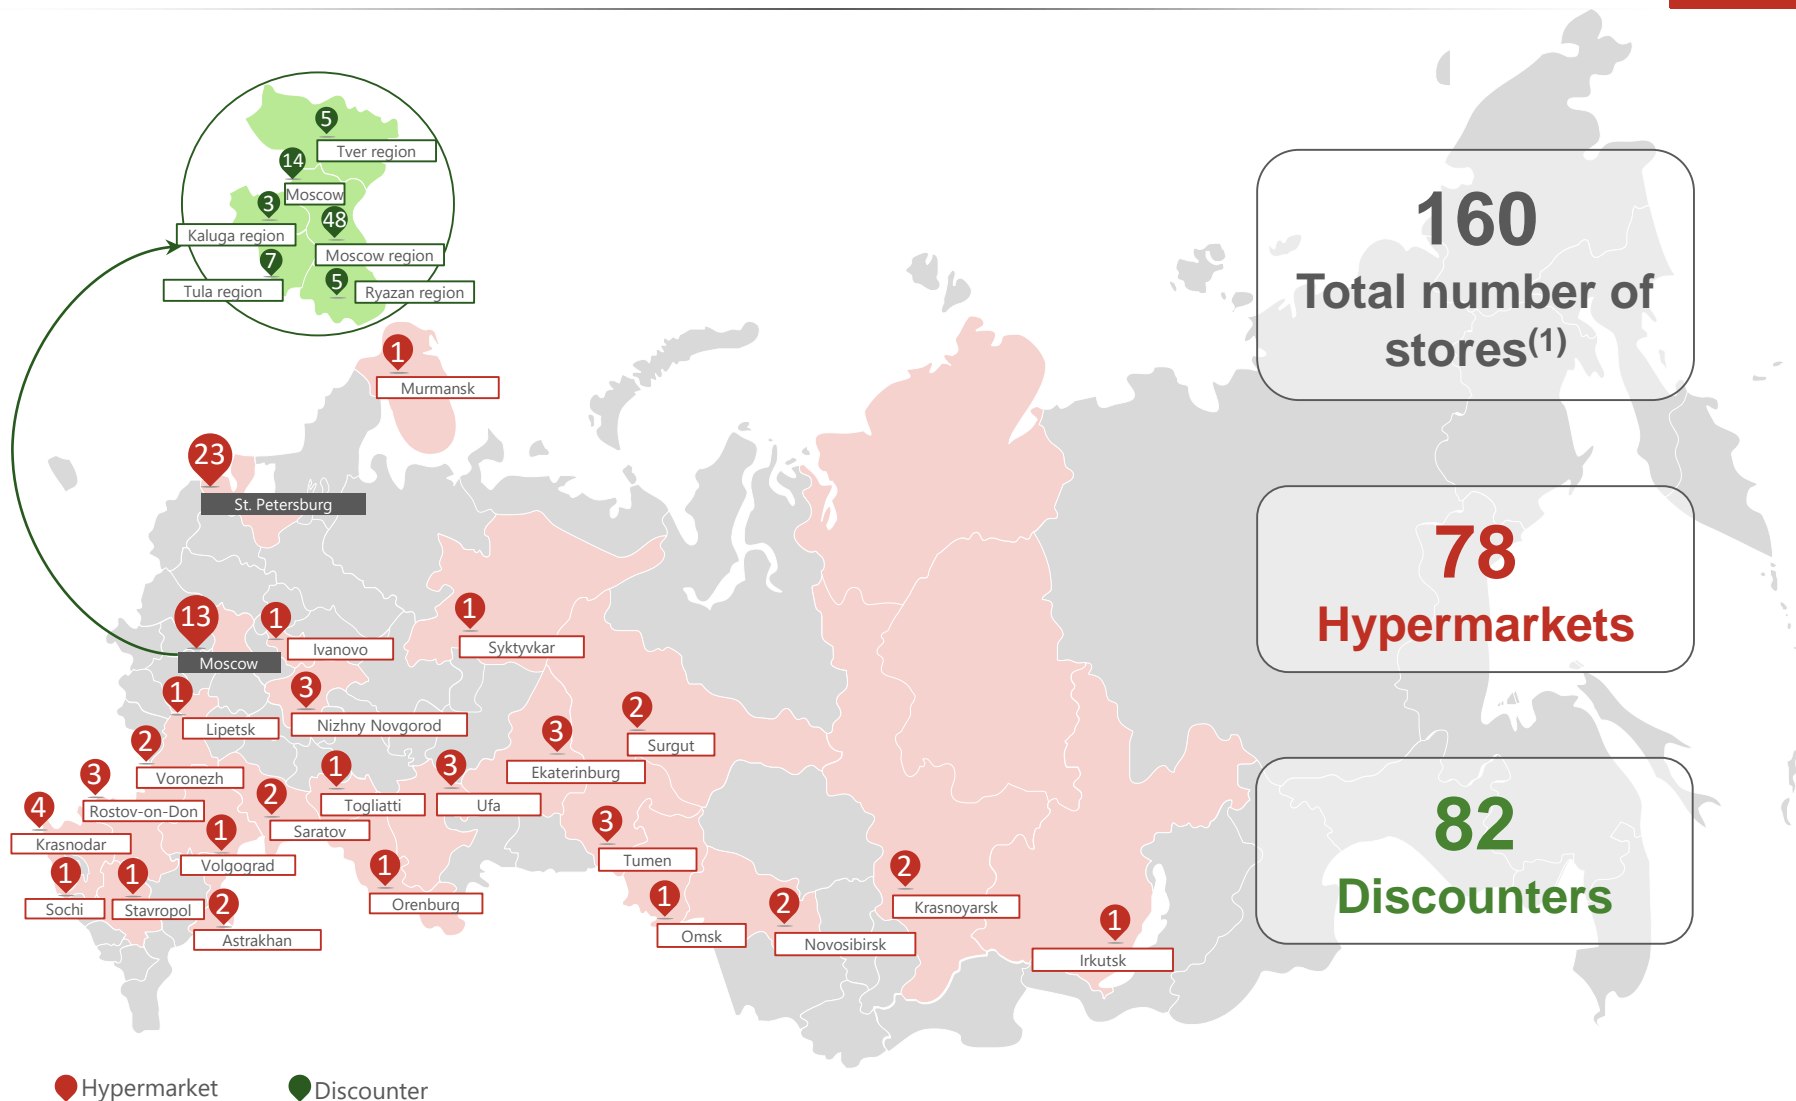 5
Tver region
14
Moscow
3
Kaluga region
48
Moscow region
7
Tula region
5
Ryazan region
1
Murmansk
23
St. Petersburg
13
Moscow
1
Ivanovo
1
Syktyvkar
1
Lipetsk
3
Nizhny Novgorod
2
Voronezh
3
Ekaterinburg
2
Surgut
3
Rostov-on-Don
1
Togliatti
3
Ufa
4
Krasnodar
2
Saratov
1
Volgograd
3
Tumen
1
Sochi
1
Stavropol
2
Astrakhan
1
Orenburg
1
Omsk
2
Novosibirsk
2
Krasnoyarsk
1
Irkutsk
160
Total number of
stores(1)
78
Hypermarkets
82
Discounters
Hypermarket
Discounter